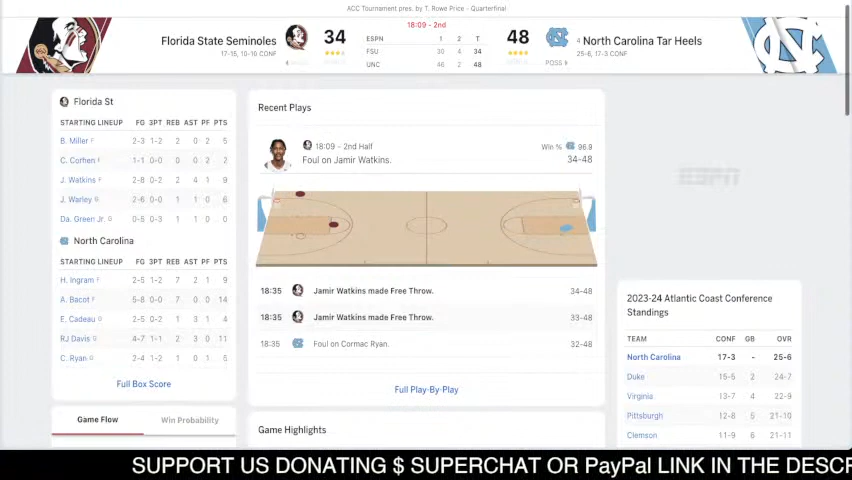 ACC Tournament pres. by T. Rowe Price - Quarterfinal
18:09 - 2nd
Florida State Seminoles
17-15, 10-10 CONF
34
ESPN 1 2 T
FSU 30 4 34
UNC 46 2 48
48
POSS
4 North Carolina Tar Heels
25-6, 17-3 CONF
Florida St
STARTING LINEUP FG 3PT REB AST PF PTS
B. Miller F 2-3 1-2 2 0 2 5
C. Corhen F 1-1 0-0 0 0 2 2
J. Watkins F 2-8 0-2 2 4 1 9
J. Warley G 2-6 0-0 1 1 0 6
Da. Green Jr. G 0-5 0-3 1 1 0 0
North Carolina
STARTING LINEUP FG 3PT REB AST PF PTS
H. Ingram F 2-5 1-2 7 2 1 9
A. Bacot F 5-8 0-0 7 0 0 14
E. Cadeau G 2-5 0-2 1 3 1 4
RJ Davis G 4-7 1-1 2 3 0 11
C. Ryan G 2-4 1-2 1 0 1
Full Box Score
Game Flow
Win Probability
Recent Plays
18:09 - 2nd Half
Foul on Jamir Watkins.
Win % 96.9
34-48
18:35 Jamir Watkins made Free Throw. 34-48
18:35 Jamir Watkins made Free Throw. 33-48
18:35 Foul on Cormac Ryan. 32-48
Full Play-By-Play
Game Highlights
ESPN
2023-24 Atlantic Coast Conference
Standings
TEAM CONF GB OVR
North Carolina 17-3 - 25-6
Duke 15-5 2 24-7
Virginia 13-7 4 22-9
Pittsburgh 12-8 5 21-10
Clemson 11-9 6 21-11
SUPPORT US DONATING $ SUPERCHAT OR PayPal LINK IN THE DESCR